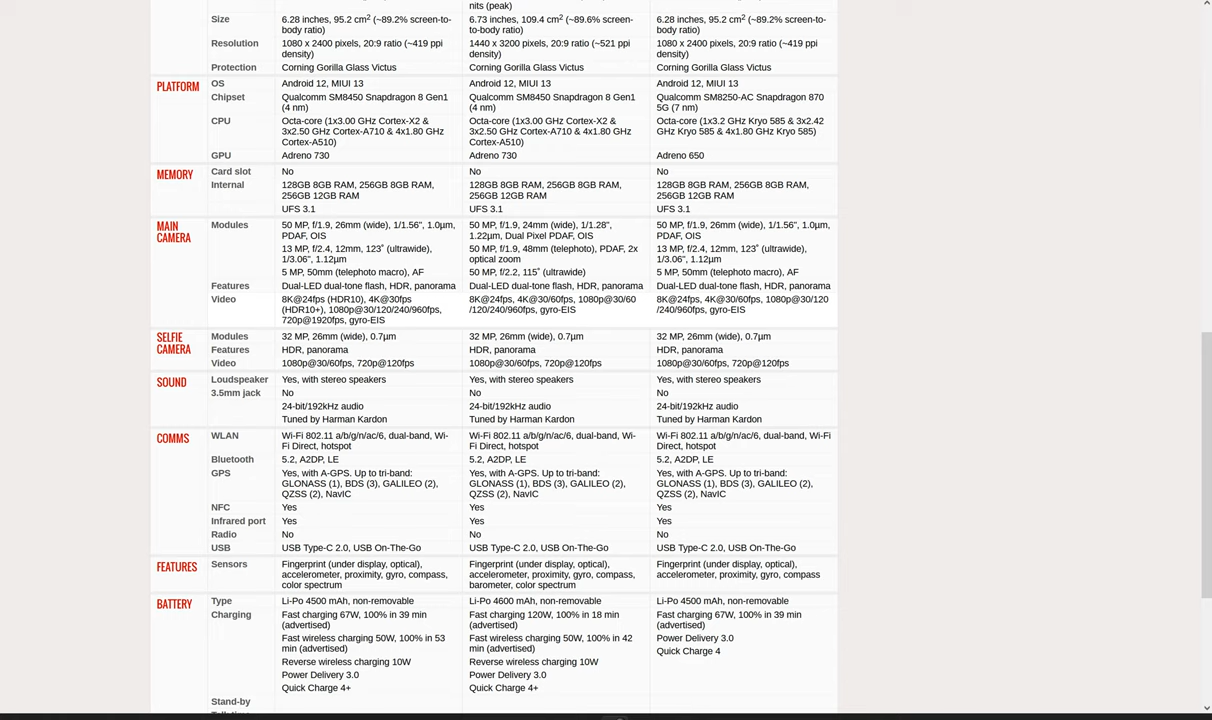 nits (peak)
Size
6.28 inches, 95.2 cm2 (~89.2% screen-to-
body ratio)
6.73 inches, 109.4 cm2 (~89.6% screen-
to-body ratio)
6.28 inches, 95.2 cm2 (~89.2% screen-to-
body ratio)
Resolution
1080 x 2400 pixels, 20:9 ratio (~419 ppi
density)
1440 x 3200 pixels, 20:9 ratio (~521 ppi
density)
1080 x 2400 pixels, 20:9 ratio (~419 ppi
density)
Protection
Corning Gorilla Glass Victus
Corning Gorilla Glass Victus
Corning Gorilla Glass Victus
PLATFORM
OS
Android 12, MIUI 13
Android 12, MIUI 13
Android 12, MIUI 13
Chipset
Qualcomm SM8450 Snapdragon 8 Gen1
(4 nm)
Qualcomm SM8450 Snapdragon 8 Gen1
(4 nm)
Qualcomm SM8250-AC Snapdragon 870
5G (7 nm)
CPU
Octa-core (1x3.00 GHz Cortex-X2 &
3x2.50 GHz Cortex-A710 & 4x1.80 GHz
Cortex-A510)
Octa-core (1x3.00 GHz Cortex-X2 &
3x2.50 GHz Cortex-A710 & 4x1.80 GHz
Cortex-A510)
Octa-core (1x3.2 GHz Kryo 585 & 3x2.42
GHz Kryo 585 & 4x1.80 GHz Kryo 585)
GPU
Adreno 730
Adreno 730
Adreno 650
MEMORY
Card slot
No
No
No
Internal
128GB 8GB RAM, 256GB 8GB RAM,
256GB 12GB RAM
128GB 8GB RAM, 256GB 8GB RAM,
256GB 12GB RAM
128GB 8GB RAM, 256GB 8GB RAM,
256GB 12GB RAM
UFS 3.1
UFS 3.1
UFS 3.1
MAIN
CAMERA
Modules
50 MP, f/1.9, 26mm (wide), 1/1.56", 1.0µm,
PDAF, OIS
50 MP, f/1.9, 24mm (wide), 1/1.28",
1.22µm, Dual Pixel PDAF, OIS
50 MP, f/1.9, 26mm (wide), 1/1.56", 1.0µm,
PDAF, OIS
13 MP, f/2.4, 12mm, 123˚ (ultrawide),
1/3.06", 1.12µm
50 MP, f/1.9, 48mm (telephoto), PDAF, 2x
optical zoom
13 MP, f/2.4, 12mm, 123˚ (ultrawide),
1/3.06", 1.12µm
5 MP, 50mm (telephoto macro), AF
50 MP, f/2.2, 115˚ (ultrawide)
5 MP, 50mm (telephoto macro), AF
Features
Dual-LED dual-tone flash, HDR, panorama
Dual-LED dual-tone flash, HDR, panorama
Dual-LED dual-tone flash, HDR, panorama
Video
8K@24fps (HDR10), 4K@30fps
(HDR10+), 1080p@30/120/240/960fps,
720p@1920fps, gyro-EIS
8K@24fps, 4K@30/60fps, 1080p@30/60
/120/240/960fps, gyro-EIS
8K@24fps, 4K@30/60fps, 1080p@30/120
/240/960fps, gyro-EIS
SELFIE
CAMERA
Modules
32 MP, 26mm (wide), 0.7µm
32 MP, 26mm (wide), 0.7µm
32 MP, 26mm (wide), 0.7µm
Features
HDR, panorama
HDR, panorama
HDR, panorama
Video
1080p@30/60fps, 720p@120fps
1080p@30/60fps, 720p@120fps
1080p@30/60fps, 720p@120fps
SOUND
Loudspeaker
Yes, with stereo speakers
Yes, with stereo speakers
Yes, with stereo speakers
3.5mm jack
No
No
No
24-bit/192kHz audio
24-bit/192kHz audio
24-bit/192kHz audio
Tuned by Harman Kardon
Tuned by Harman Kardon
Tuned by Harman Kardon
COMMS
WLAN
Wi-Fi 802.11 a/b/g/n/ac/6, dual-band, Wi-
Fi Direct, hotspot
Wi-Fi 802.11 a/b/g/n/ac/6, dual-band, Wi-
Fi Direct, hotspot
Wi-Fi 802.11 a/b/g/n/ac/6, dual-band, Wi-Fi
Direct, hotspot
Bluetooth
5.2, A2DP, LE
5.2, A2DP, LE
5.2, A2DP, LE
GPS
Yes, with A-GPS. Up to tri-band:
GLONASS (1), BDS (3), GALILEO (2),
QZSS (2), NavIC
Yes, with A-GPS. Up to tri-band:
GLONASS (1), BDS (3), GALILEO (2),
QZSS (2), NavIC
Yes, with A-GPS. Up to tri-band:
GLONASS (1), BDS (3), GALILEO (2),
QZSS (2), NavIC
NFC
Yes
Yes
Yes
Infrared port
Yes
Yes
Yes
Radio
No
No
No
USB
USB Type-C 2.0, USB On-The-Go
USB Type-C 2.0, USB On-The-Go
USB Type-C 2.0, USB On-The-Go
FEATURES
Sensors
Fingerprint (under display, optical),
accelerometer, proximity, gyro, compass,
color spectrum
Fingerprint (under display, optical),
accelerometer, proximity, gyro, compass,
barometer, color spectrum
Fingerprint (under display, optical),
accelerometer, proximity, gyro, compass
BATTERY
Type
Li-Po 4500 mAh, non-removable
Li-Po 4600 mAh, non-removable
Li-Po 4500 mAh, non-removable
Charging
Fast charging 67W, 100% in 39 min
(advertised)
Fast charging 120W, 100% in 18 min
(advertised)
Fast charging 67W, 100% in 39 min
(advertised)
Fast wireless charging 50W, 100% in 53
min (advertised)
Fast wireless charging 50W, 100% in 42
min (advertised)
Power Delivery 3.0
Reverse wireless charging 10W
Reverse wireless charging 10W
Quick Charge 4
Power Delivery 3.0
Power Delivery 3.0
Quick Charge 4+
Quick Charge 4+
Stand-by